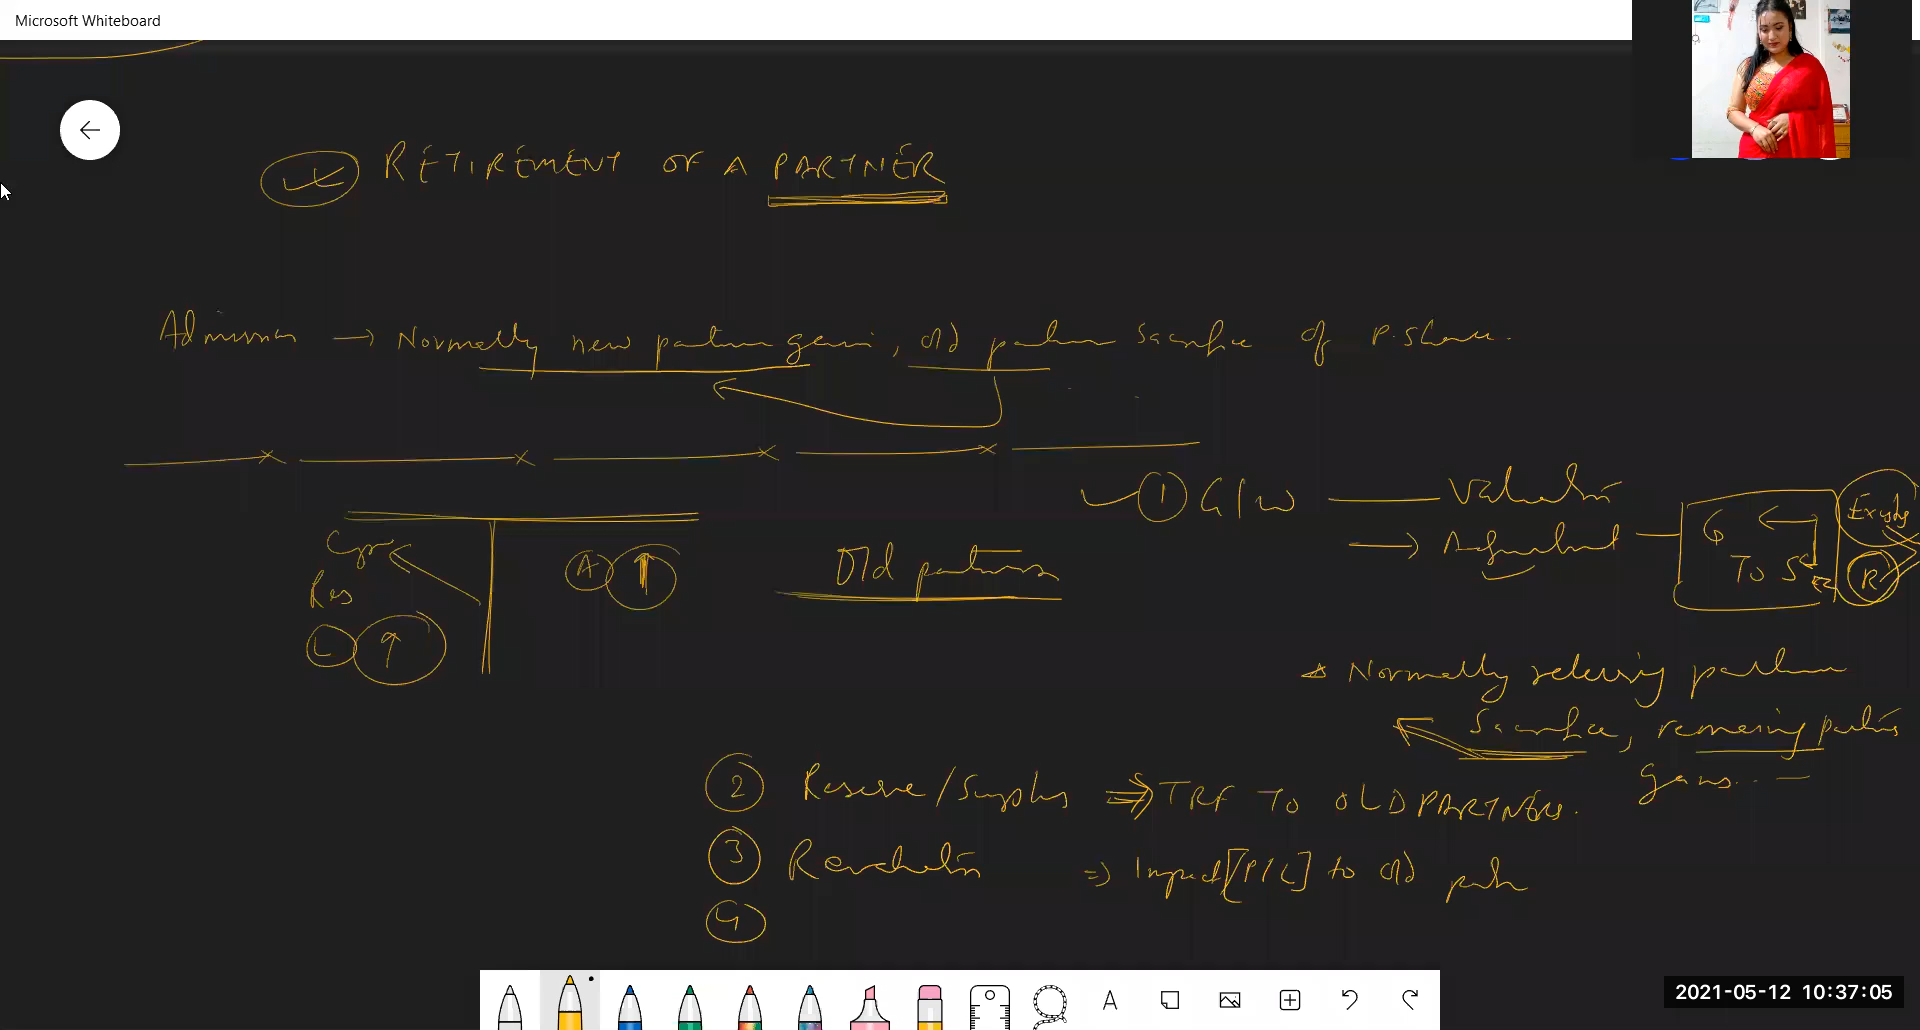 Microsoft Whiteboard
RETIREMENT OF A PARTNER
Admission → Normally new partner gain, old partner sacrifice of P. Share.
① G/w — Valuation
→ Adjustment — G To S Existing R
Res
L ↑
A ↑
Old partners
Normally retiring partner
Sacrifice, remaining partners
gains...—
② Reserve/Surplus ⇒ TRF TO OLD PARTNERS.
③ Revaluation ⇒ Impact [P/L] to old
④
A
2021-05-12 10:37:05